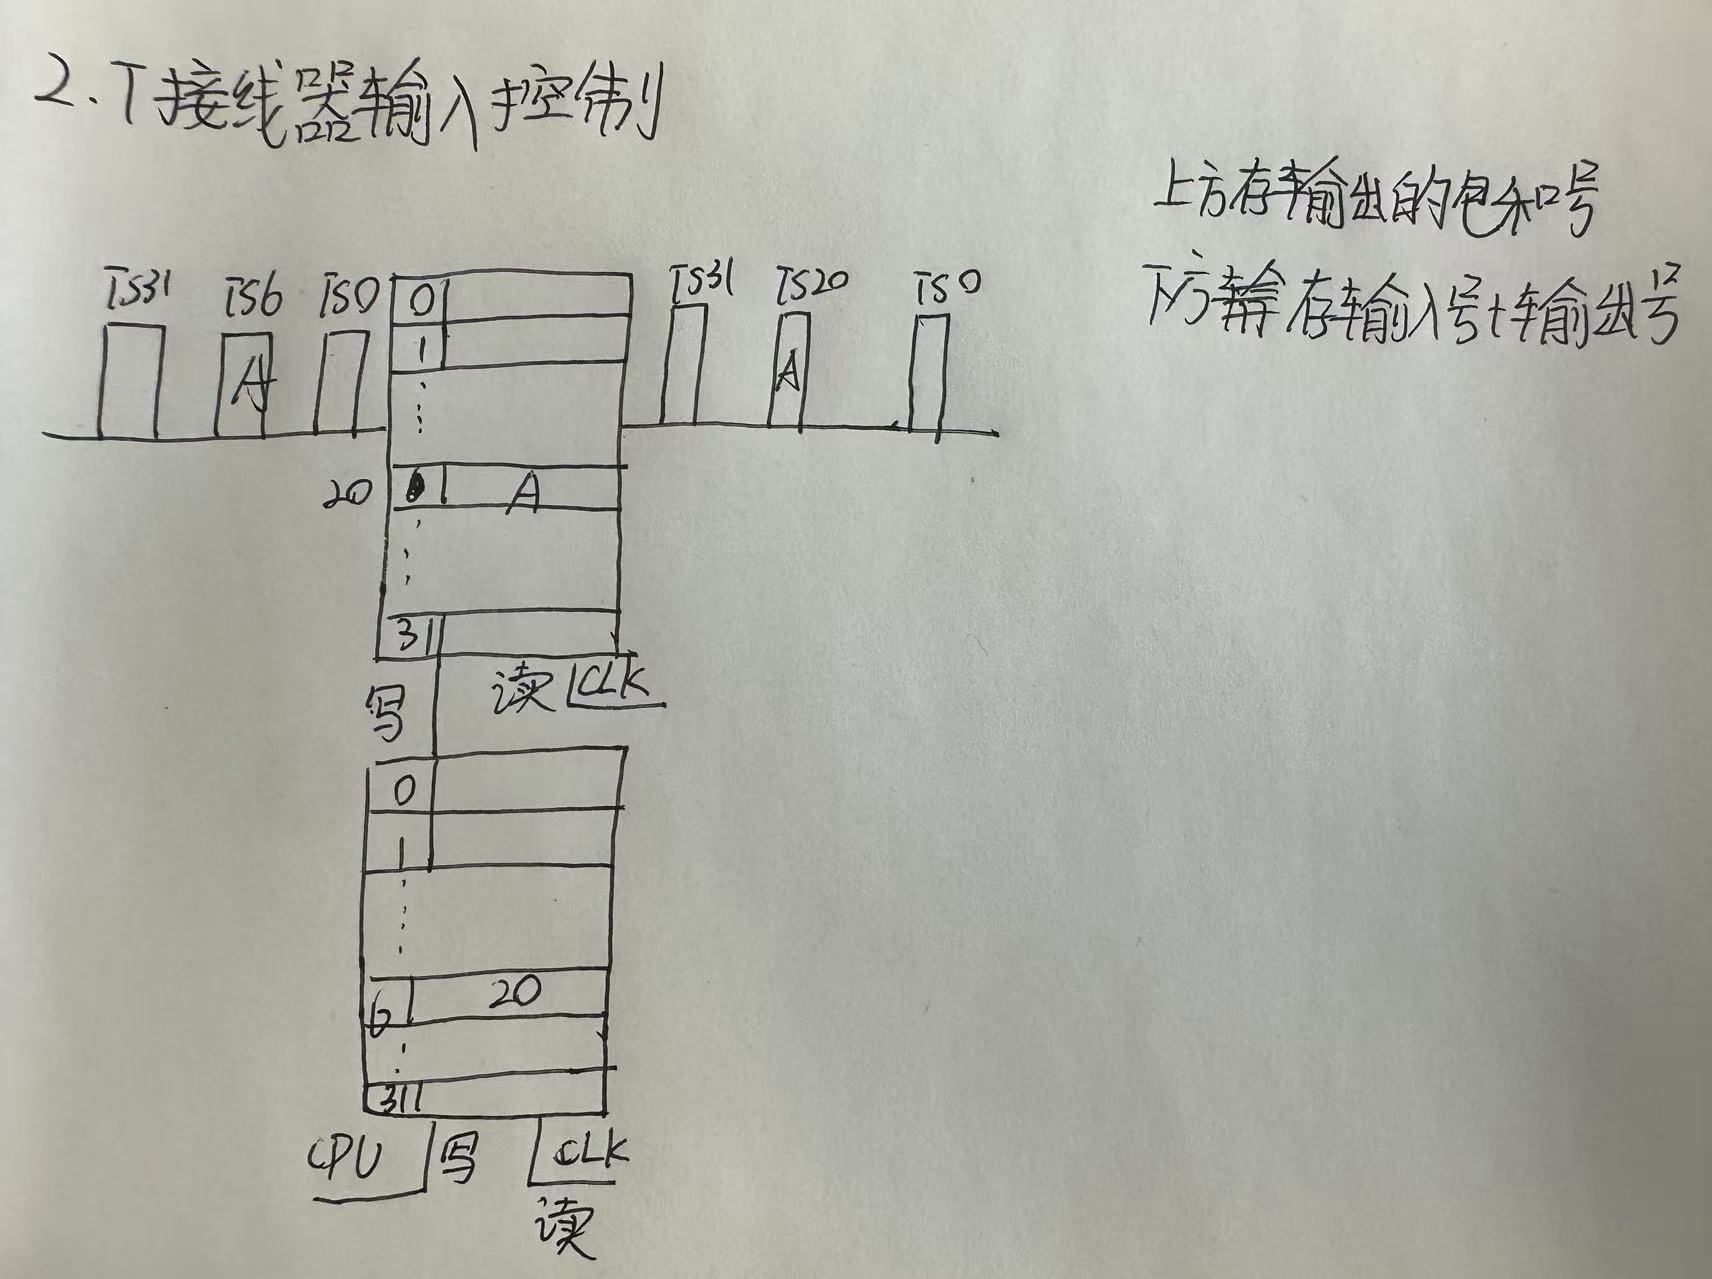 2.T接线器输入控制
上方存输出的包和口号
下方 存输入号+输出号
TS31 TS6 TS0
A
0
1
20 A
31
TS31 TS20 TS0
A
写 读 CLK
0
1
6 20
31
CPU 写 CLK
读